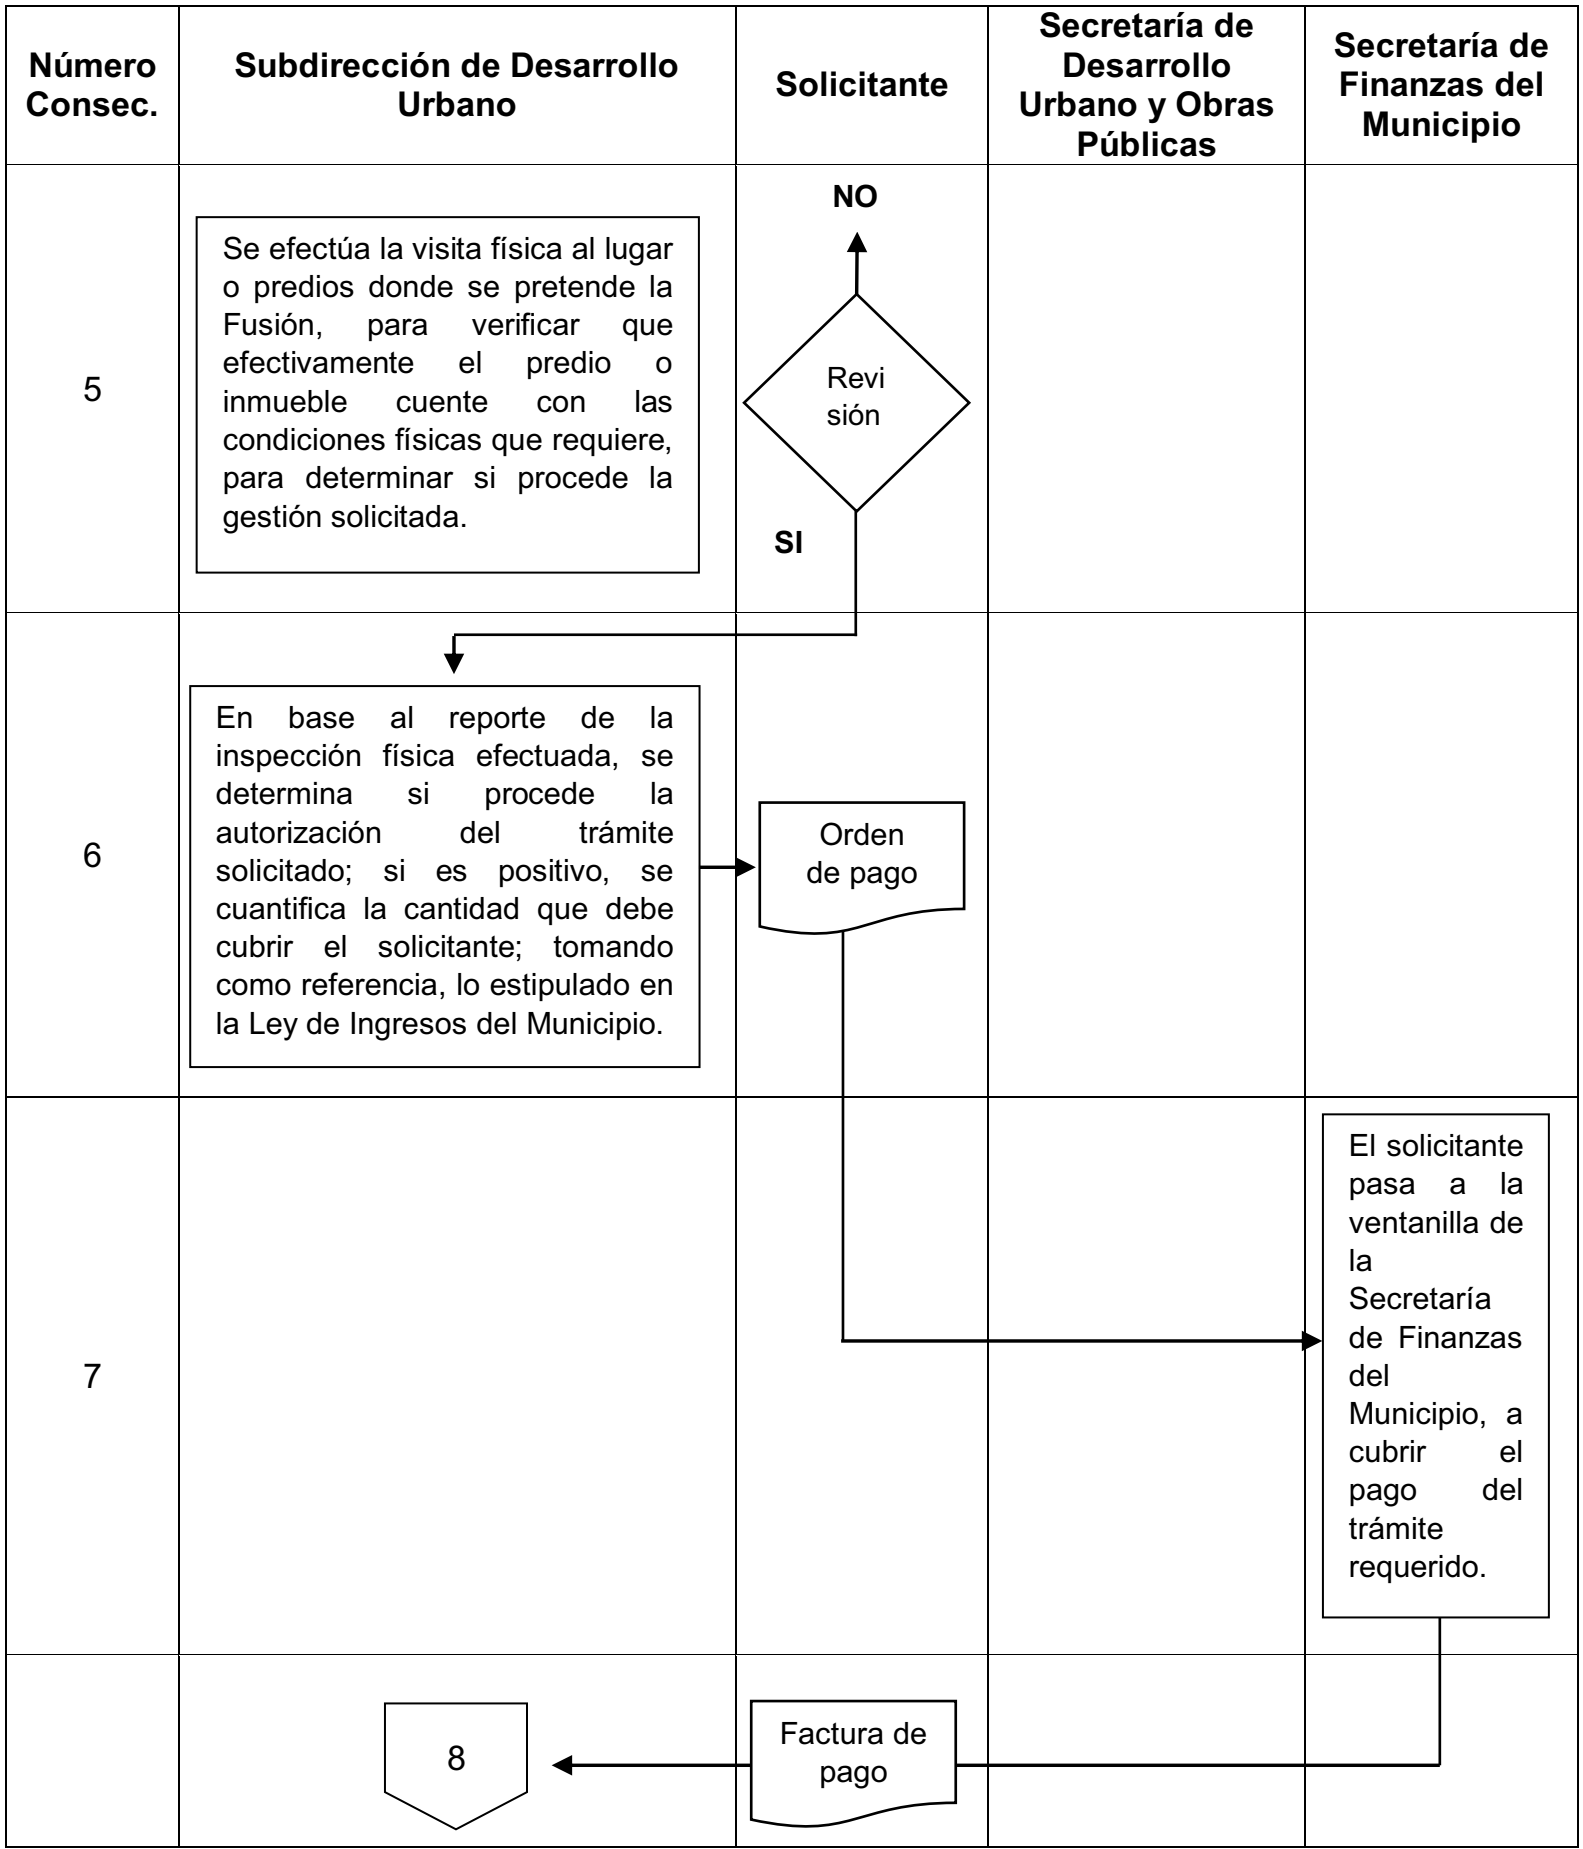 Número
Consec.
Subdirección de Desarrollo
Urbano
Solicitante
Secretaría de
Desarrollo
Urbano y Obras
Públicas
Secretaría de
Finanzas del
Municipio
5
Se efectúa la visita física al lugar
o predios donde se pretende la
Fusión, para verificar que
efectivamente el predio o
inmueble cuente con las
condiciones físicas que requiere,
para determinar si procede la
gestión solicitada.
NO
Revi
sión
SI
6
En base al reporte de la
inspección física efectuada, se
determina si procede la
autorización del trámite
solicitado; si es positivo, se
cuantifica la cantidad que debe
cubrir el solicitante; tomando
como referencia, lo estipulado en
la Ley de Ingresos del Municipio.
Orden
de pago
7
El solicitante
pasa a la
ventanilla de
la
Secretaría
de Finanzas
del
Municipio, a
cubrir el
pago del
trámite
requerido.
8
Factura de
pago